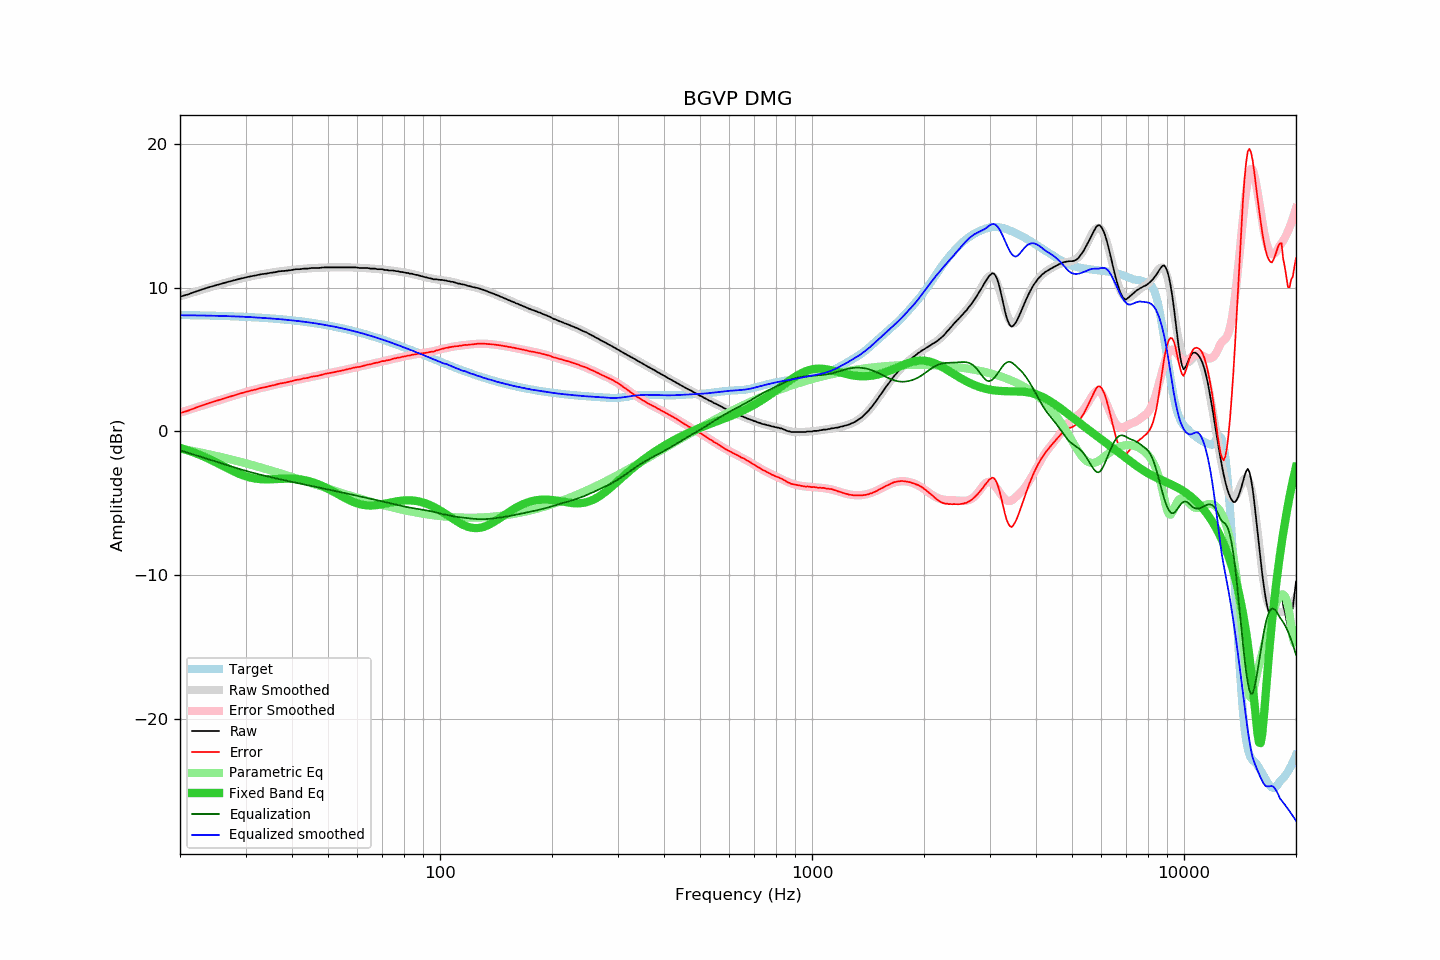 BGVP DMG
20
10
0
−10
−20
Amplitude (dBr)
Target
Raw Smoothed
Error Smoothed
Raw
Error
Parametric Eq
Fixed Band Eq
Equalization
Equalized smoothed
100
1000
10000
Frequency (Hz)